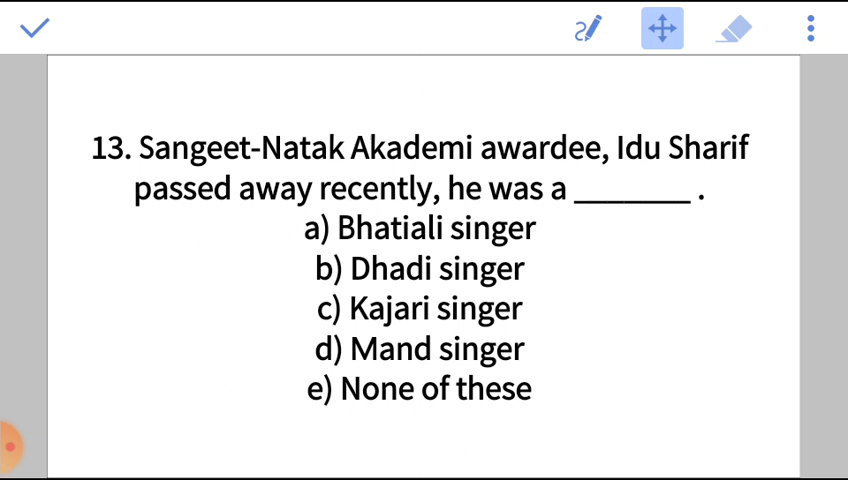 13. Sangeet-Natak Akademi awardee, Idu Sharif
passed away recently, he was a _______ .
a) Bhatiali singer
b) Dhadi singer
c) Kajari singer
d) Mand singer
e) None of these